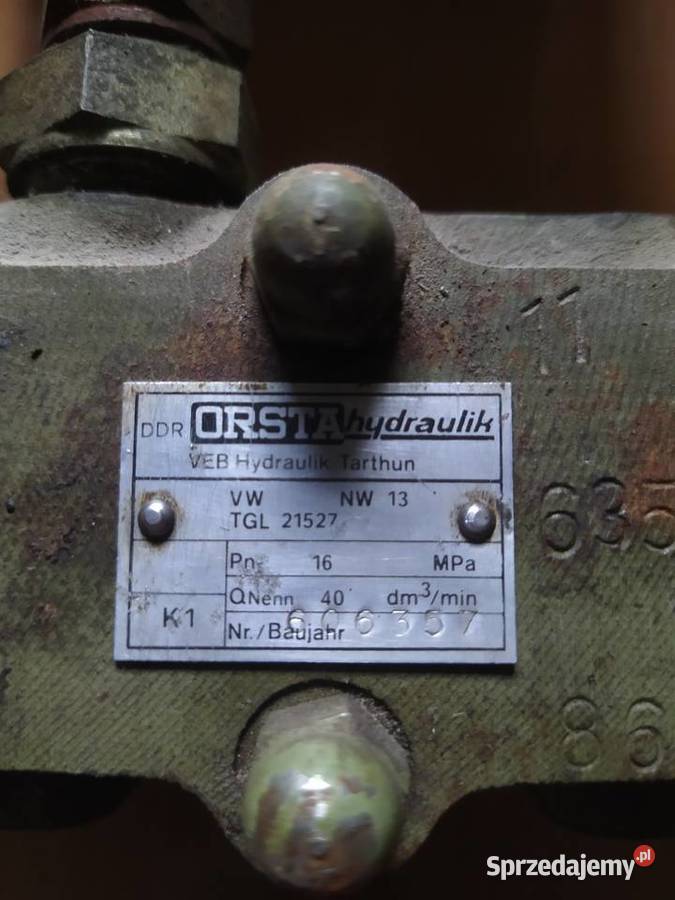 11
DDR ORSTA hydraulik
VEB Hydraulik Tarthun
VW NW 13
TGL 21527
635
Pn 16 MPa
QNenn 40 dm³/min
K1
Nr./Baujahr 606357
86
Sprzedajemy.pl